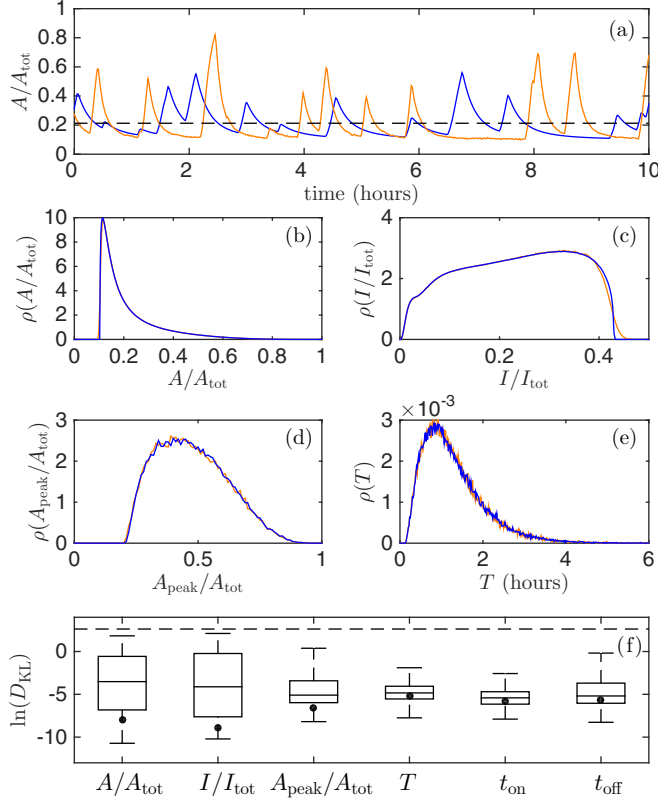 (a)
A/A_tot
1
0.8
0.6
0.4
0.2
0
0 2 4 6 8 10
time (hours)
(b)
ρ(A/A_tot)
10
8
6
4
2
0
0 0.2 0.4 0.6 0.8 1
A/A_tot
(c)
ρ(I/I_tot)
4
2
0
0 0.2 0.4
I/I_tot
(d)
ρ(A_peak/A_tot)
3
2
1
0
0 0.5 1
A_peak/A_tot
×10^-3
(e)
ρ(T)
3
2
1
0
0 2 4 6
T (hours)
(f)
ln(D_KL)
0
-5
-10
A/A_tot I/I_tot A_peak/A_tot T t_on t_off